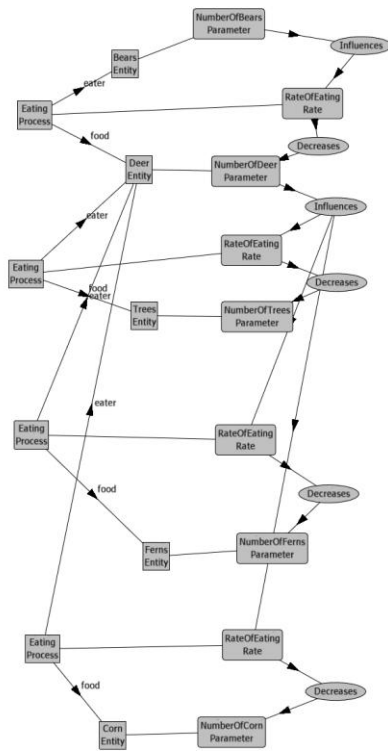 NumberOfBears
Parameter
Influences
Bears
Entity
eater
RateOfEating
Rate
Eating
Process
food
Decreases
Deer
Entity
NumberOfDeer
Parameter
Influences
eater
RateOfEating
Rate
Eating
Process
Decreases
food
eater
Trees
Entity
NumberOfTrees
Parameter
eater
Eating
Process
RateOfEating
Rate
food
Decreases
NumberOfFerns
Parameter
Ferns
Entity
Eating
Process
RateOfEating
Rate
food
Decreases
Corn
Entity
NumberOfCorn
Parameter